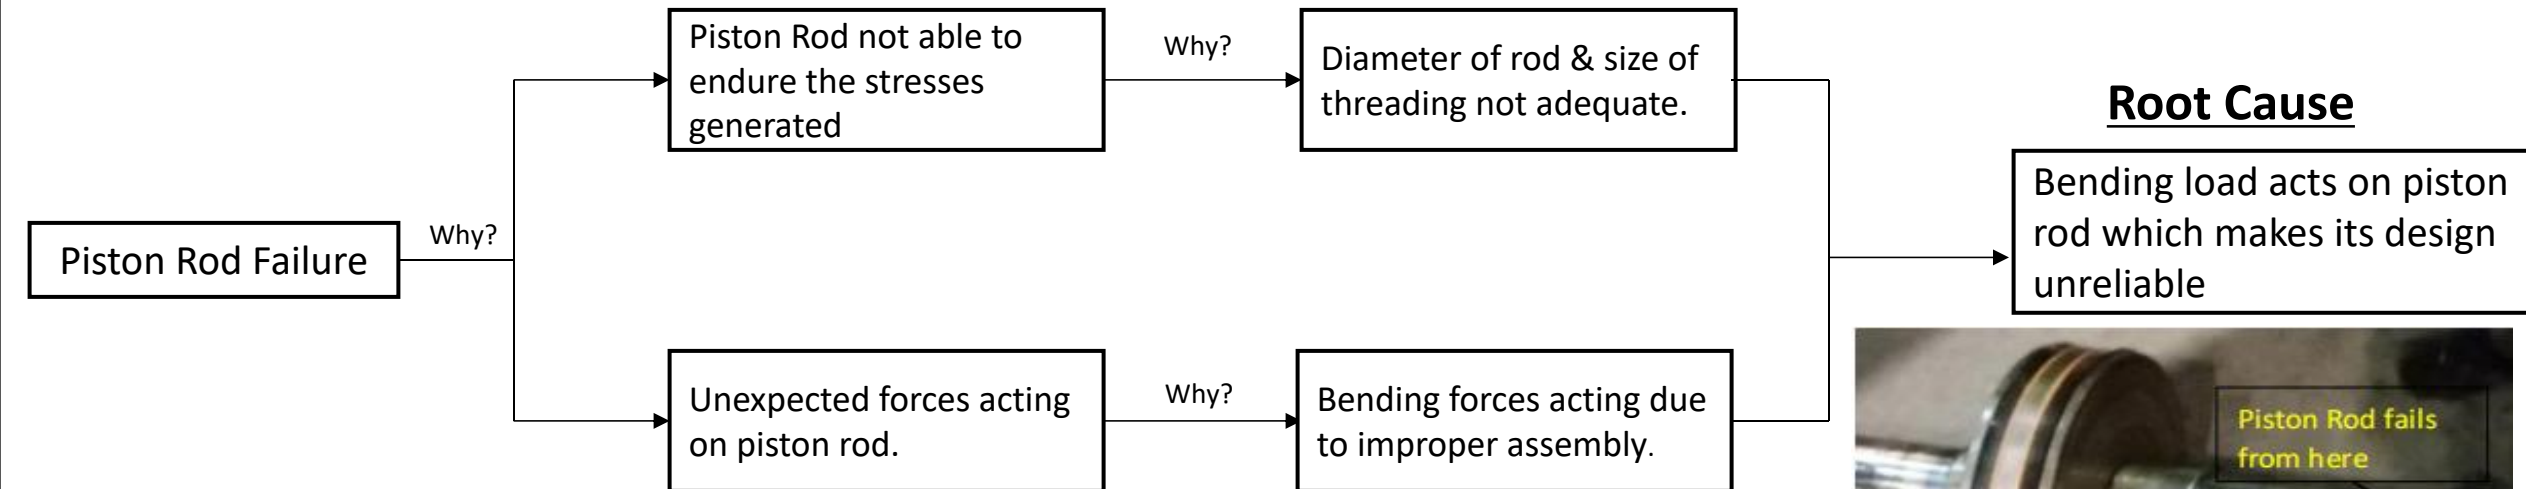 Piston Rod Failure
Why?
Piston Rod not able to
endure the stresses
generated
Why?
Diameter of rod & size of
threading not adequate.
Unexpected forces acting
on piston rod.
Why?
Bending forces acting due
to improper assembly.
Root Cause
Bending load acts on piston
rod which makes its design
unreliable
Piston Rod fails
from here